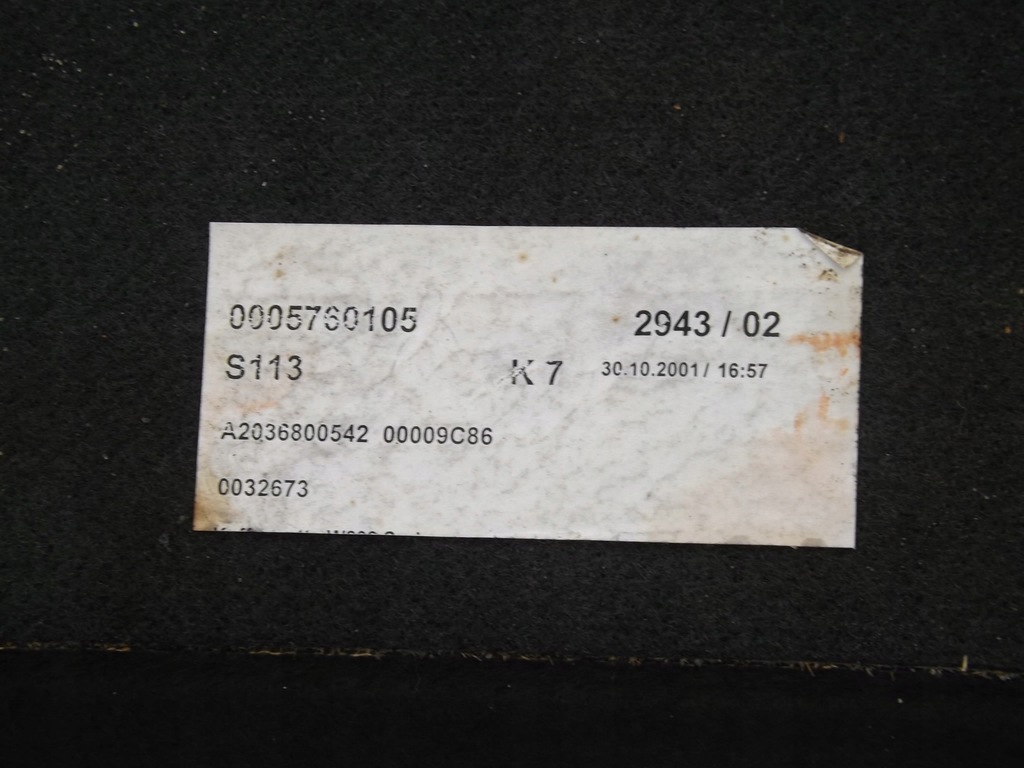 0005760105 2943 / 02
S113 K 7 30.10.2001/ 16:57
A2036800542 00009C86
0032673